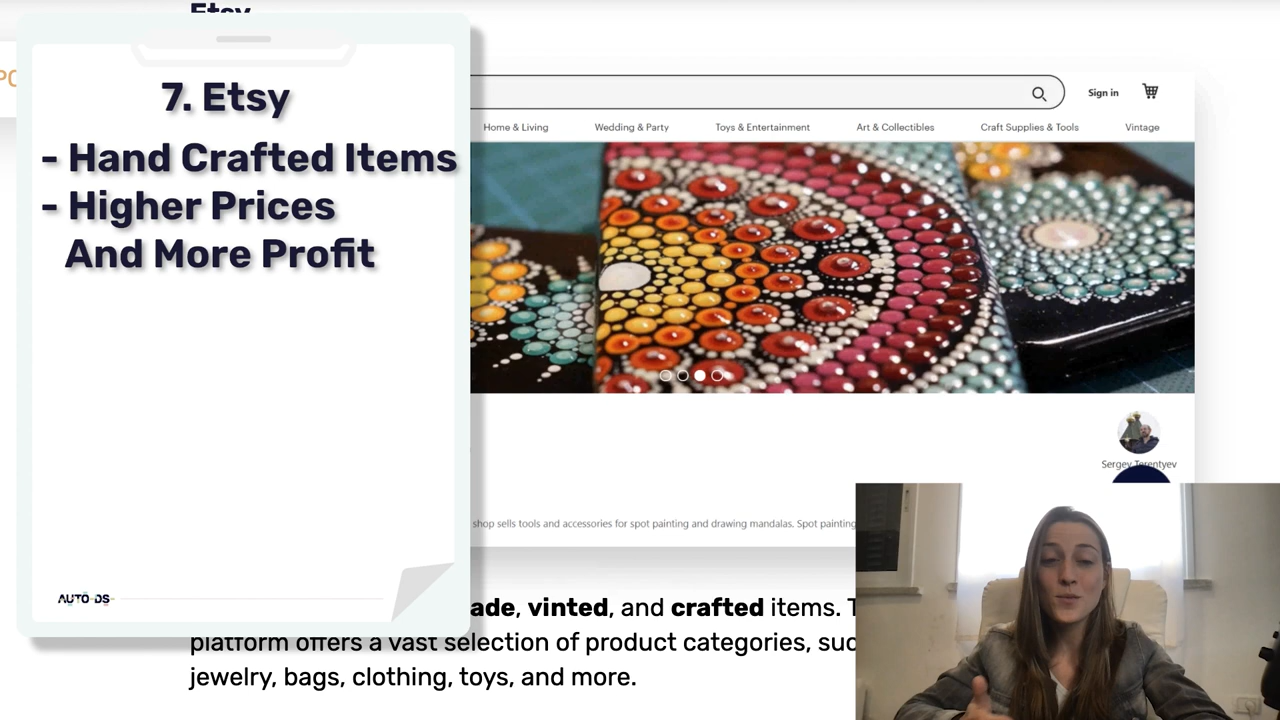 Etsy
7. Etsy
- Hand Crafted Items
- Higher Prices
And More Profit
AUTO-DS
Sign in
Home & Living
Wedding & Party
Toys & Entertainment
Art & Collectibles
Craft Supplies & Tools
Vintage
Sergey Terentyev
shop sells tools and accessories for spot painting and drawing mandalas. Spot painting
ade, vinted, and crafted items. T
platform offers a vast selection of product categories, suc
jewelry, bags, clothing, toys, and more.